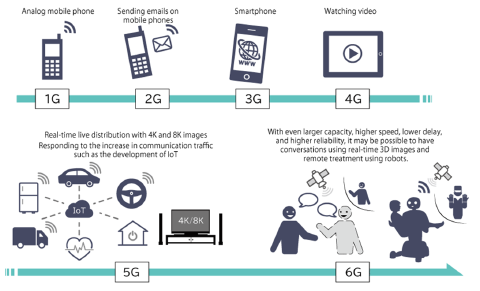 Analog mobile phone
Sending emails on
mobile phones
Smartphone
Watching video
WWW
1G
2G
3G
4G
Real-time live distribution with 4K and 8K images
Responding to the increase in communication traffic
such as the development of IoT
With even larger capacity, higher speed, lower delay,
and higher reliability, it may be possible to have
conversations using real-time 3D images and
remote treatment using robots.
IoT
4K/8K
5G
6G